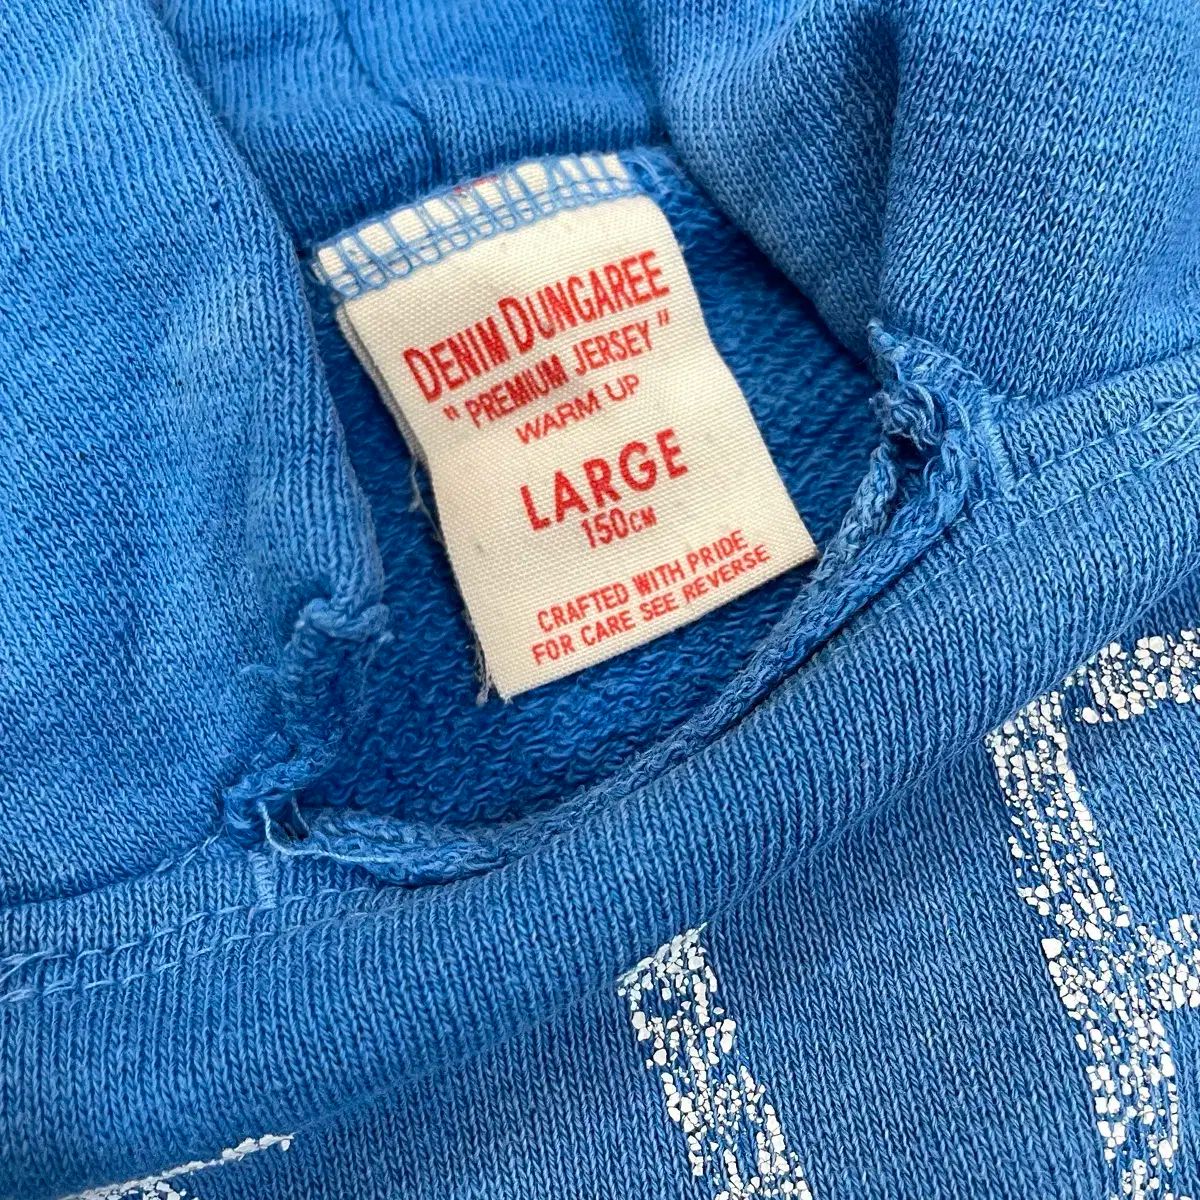 DENIM DUNGAREE
"PREMIUM JERSEY"
WARM UP
LARGE
150CM
CRAFTED WITH PRIDE
FOR CARE SEE REVERSE